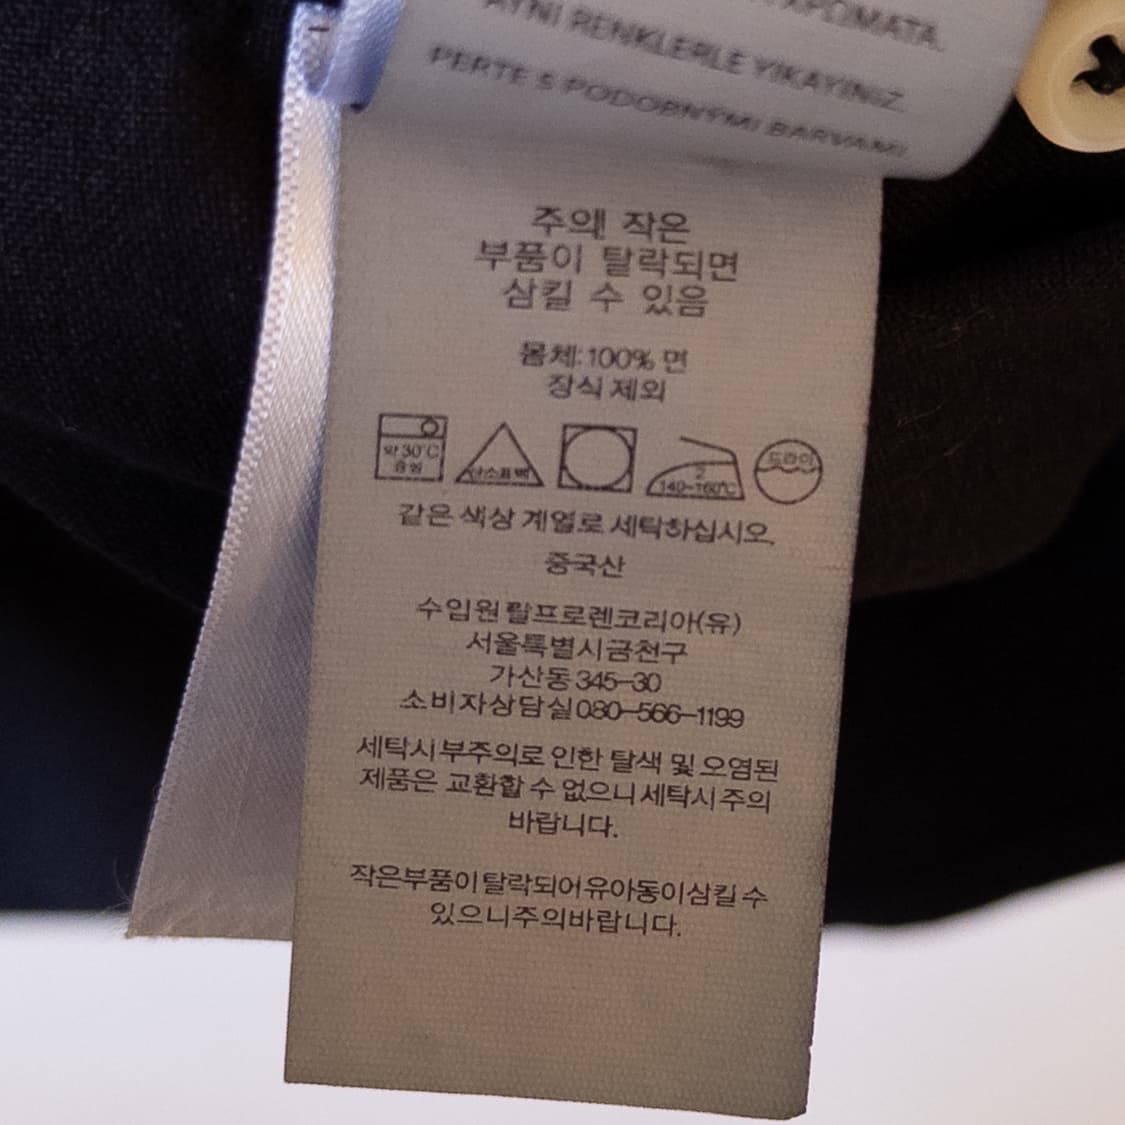 AYNI RENKLERLE YIKAYINIZ.
PERTE S PODOBNÝMI BARVAMI
주의! 작은
부품이 탈락되면
삼킬 수 있음
몸체:100% 면
장식 제외
약 30℃
중성
산소표백
2
140~160℃
드라이
같은 색상 계열로 세탁하십시오.
중국산
수입원 랄프로렌코리아(유)
서울특별시금천구
가산동 345-30
소비자상담실 080-566-1199
세탁시부주의로 인한 탈색 및 오염된
제품은 교환할 수 없으니 세탁시주의
바랍니다.
작은부품이탈락되어유아동이삼킬 수
있으니주의바랍니다.